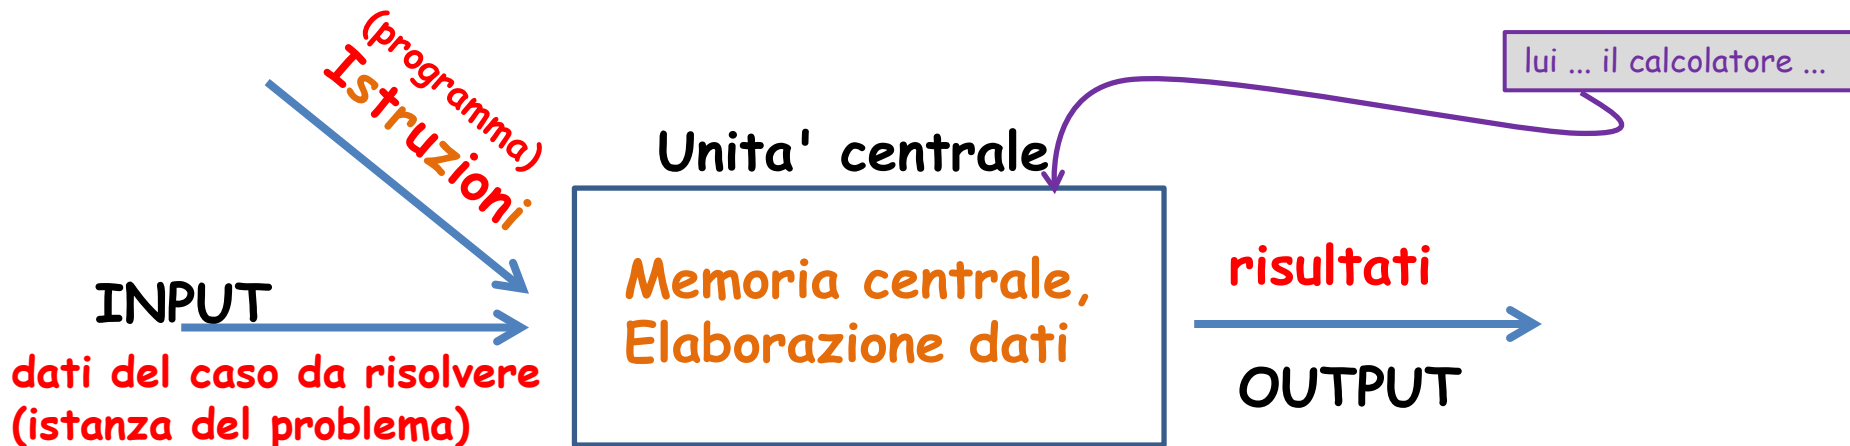 (programma)
Istruzioni
lui ... il calcolatore ...
Unita' centrale
INPUT
dati del caso da risolvere
(istanza del problema)
Memoria centrale,
Elaborazione dati
risultati
OUTPUT